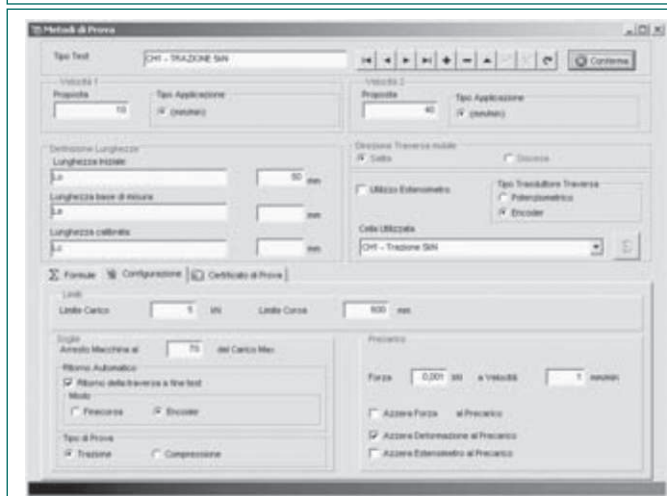 Metodi di Prova
Tipo Test
CH1 - TRAZIONE 5kN
Conferma
Velocità 1
Proposta
10
Tipo Applicazione
(mm/min)
Velocità 2
Proposta
40
Tipo Applicazione
(mm/min)
Definizione Lunghezze
Lunghezza Iniziale
Lo
50 mm
Lunghezza base di misura
Le
mm
Lunghezza calibrata
Lc
mm
Direzione Traversa mobile
Salita
Discesa
Utilizzo Estensometro
Tipo Trasduttore Traversa
Potenziometrico
Encoder
Cella Utilizzata
CH1 - Trazione 5kN
Σ Formule
Configurazione
Certificato di Prova
Limiti
Limite Carico 5 kN
Limite Corsa 600 mm
Soglie
Arresto Macchina al 70 del Carico Max
Ritorno Automatico
Ritorno della traversa a fine test
Modo
Finecorsa
Encoder
Tipo di Prova
Trazione
Compressione
Precarico
Forza 0,001 kN a Velocità 1 mm/min
Azzera Forza al Precarico
Azzera Deformazione al Precarico
Azzera Estensometro al Precarico